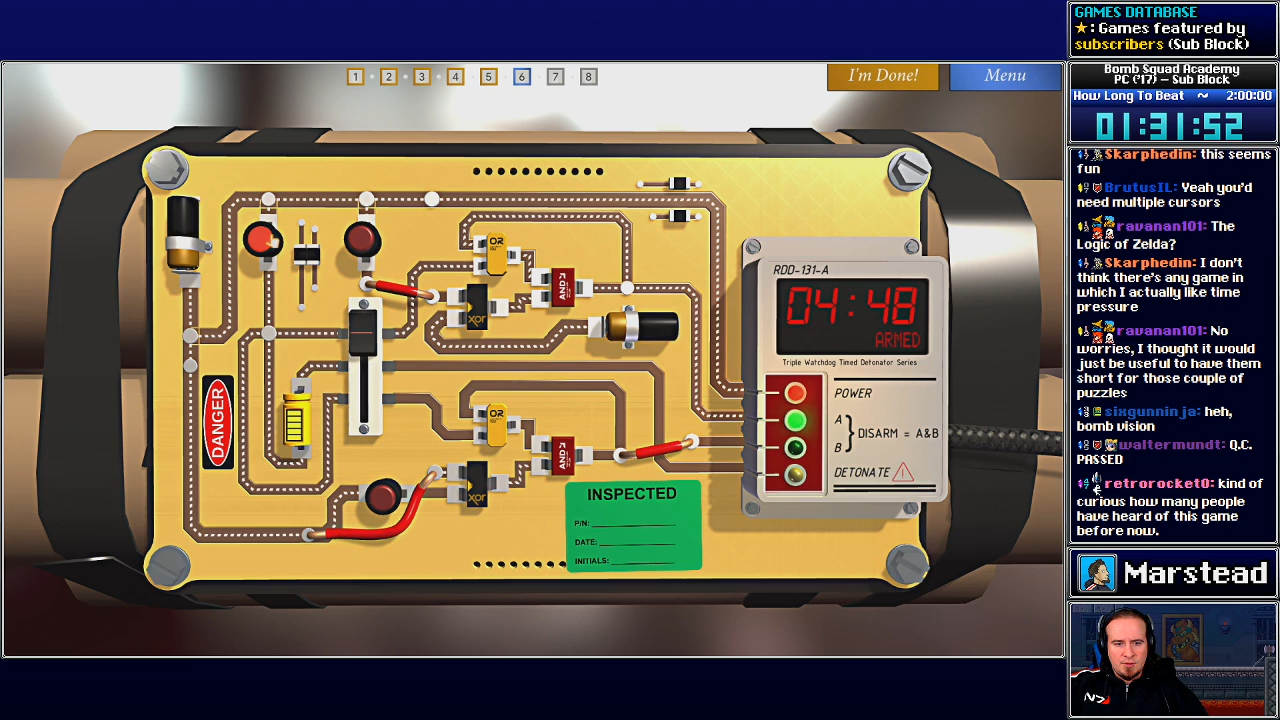 1 2 3 4 5 6 7 8
I'm Done!
Menu
OR
AND
XOR
RDD-131-A
04:48
ARMED
Triple Watchdog Timed Detonator Series
POWER
A
B
DISARM = A&B
DETONATE
DANGER
OR
AND
XOR
INSPECTED
P/N:
DATE:
INITIALS:
GAMES DATABASE
★: Games featured by
subscribers (Sub Block)
Bomb Squad Academy
PC ('17) – Sub Block
How Long To Beat ~ 2:00:00
01:31:52
Skarphedin: this seems
fun
BrutusIL: Yeah you'd
need multiple cursors
ravanan101: The
Logic of Zelda?
Skarphedin: I don't
think there's any game in
which I actually like time
pressure
ravanan101: No
worries, I thought it would
just be useful to have them
short for those couple of
puzzles
sixgunninja: heh,
bomb vision
waltermundt: Q.C.
PASSED
retrorocket0: kind of
curious how many people
have heard of this game
before now.
Marstead